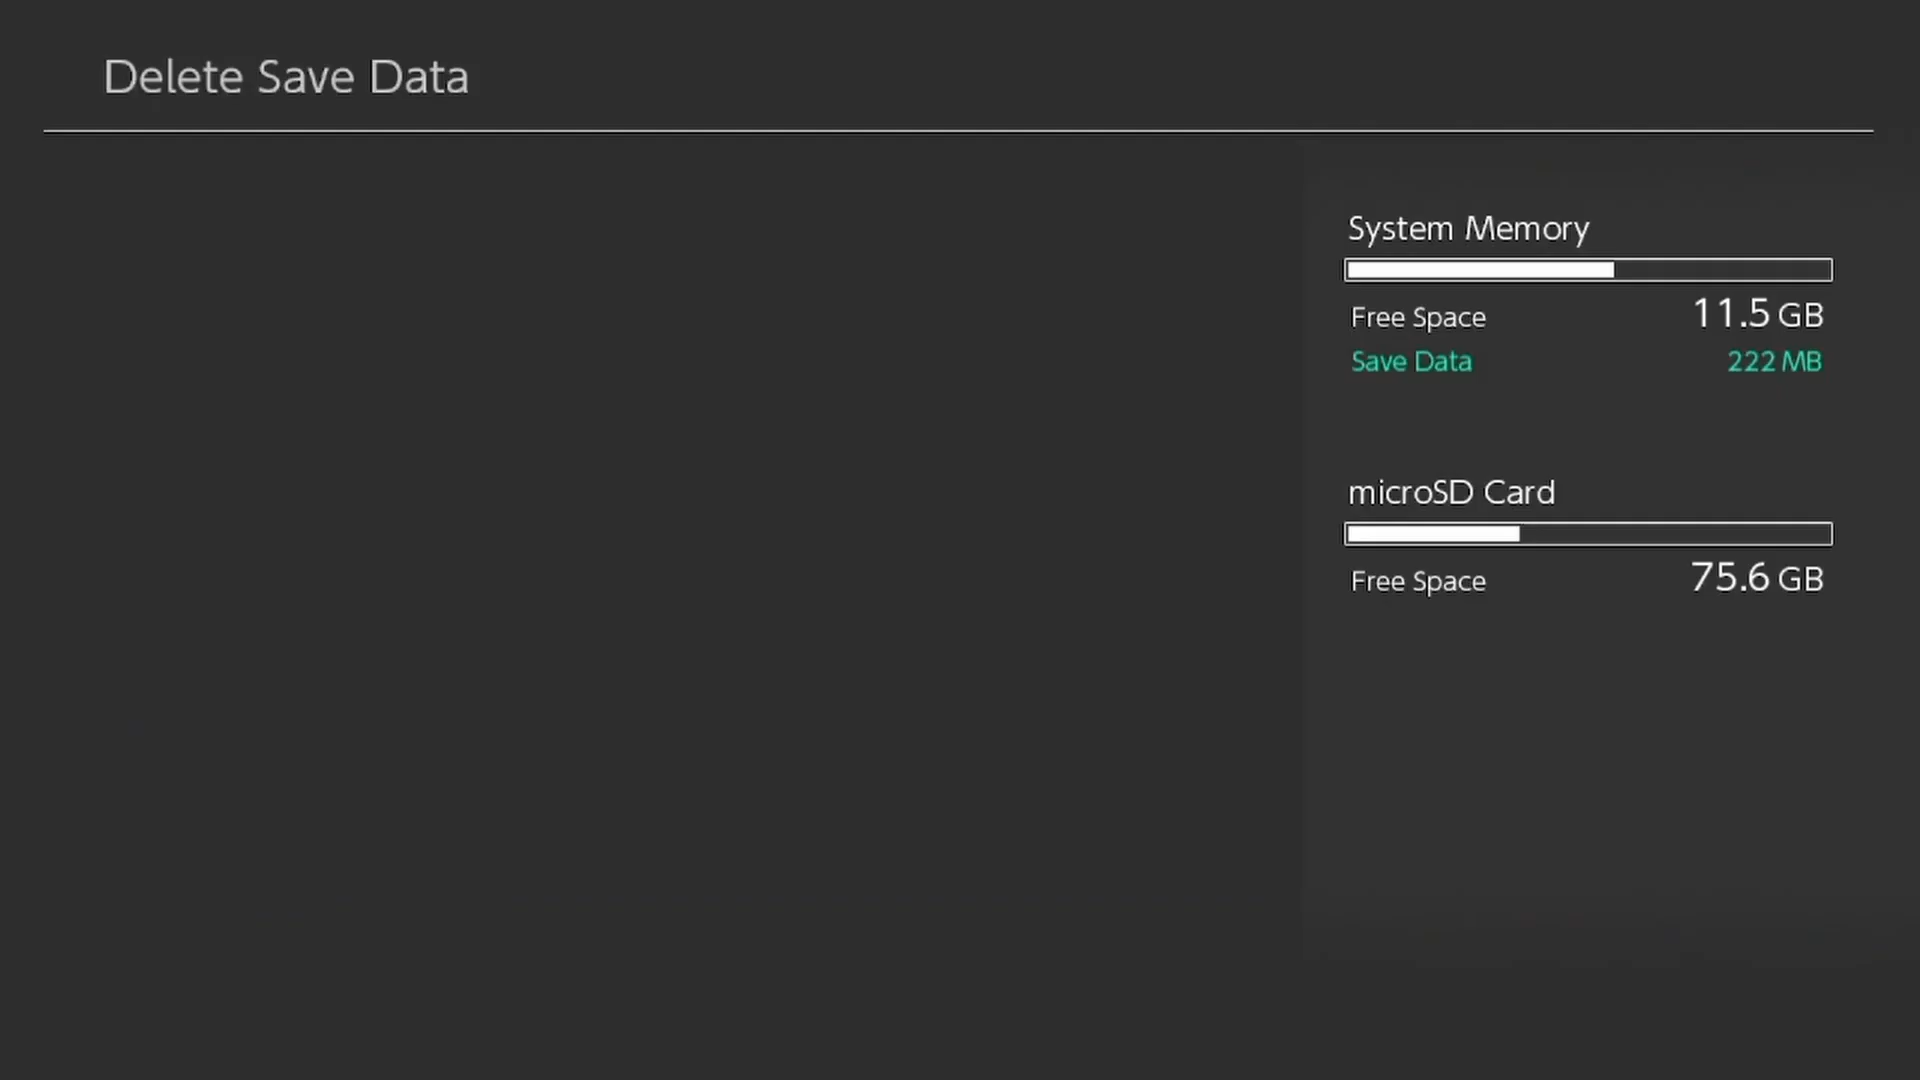 Delete Save Data
System Memory
Free Space 11.5 GB
Save Data 222 MB
microSD Card
Free Space 75.6 GB